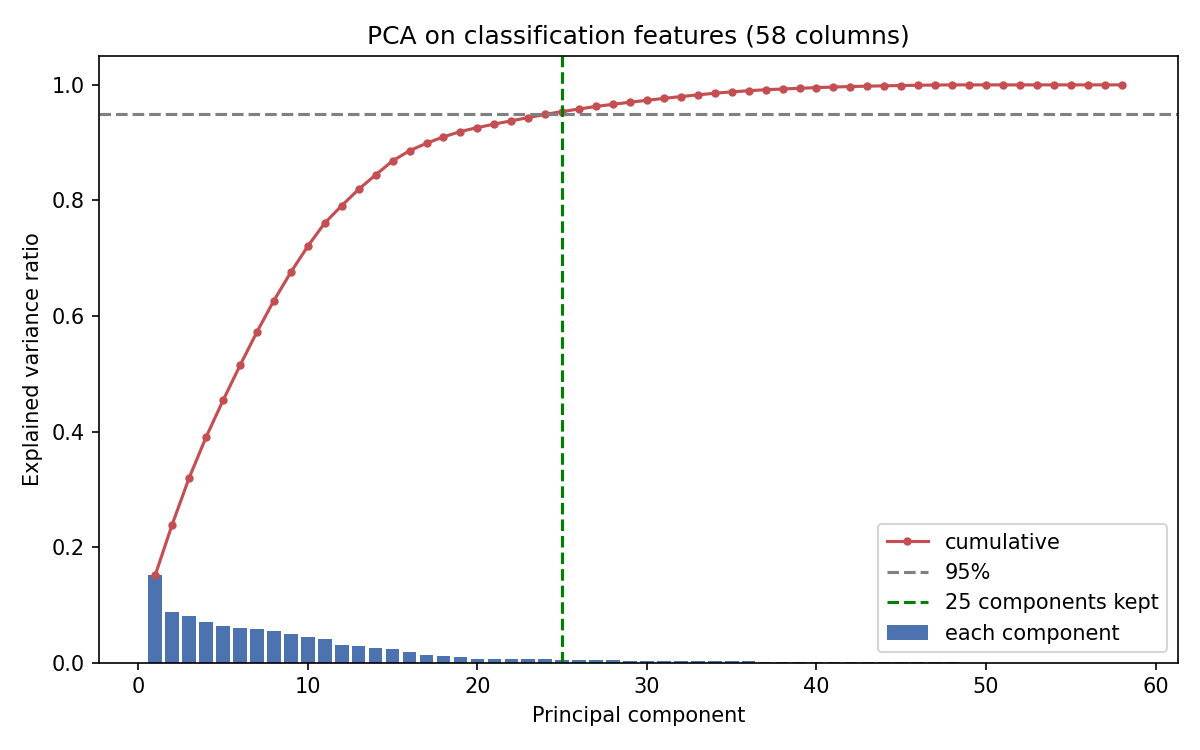 PCA on classification features (58 columns)
Explained variance ratio
1.0
0.8
0.6
0.4
0.2
0.0
0 10 20 30 40 50 60
Principal component
cumulative
95%
25 components kept
each component